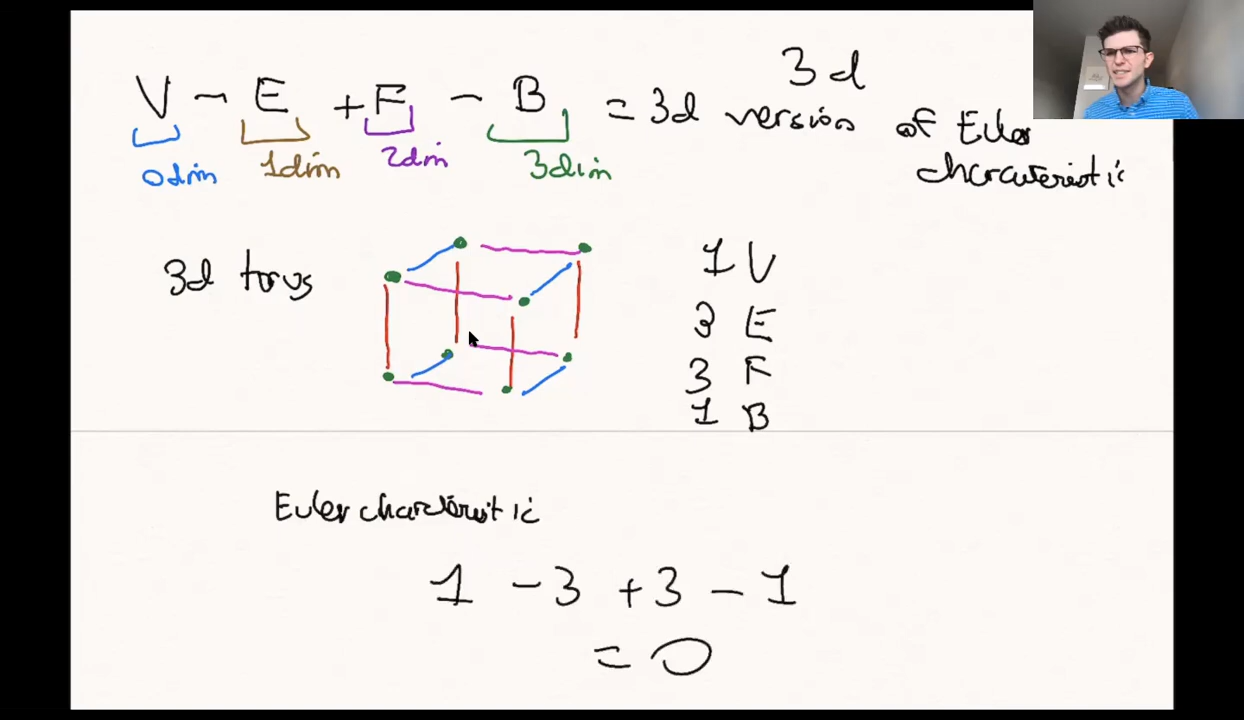 3d
V - E + F - B = 3d version of Euler
0dim 1dim 2dim 3dim characteristic
3d torus
1 V
3 E
3 F
1 B
Euler characteristic
1 - 3 + 3 - 1
= 0